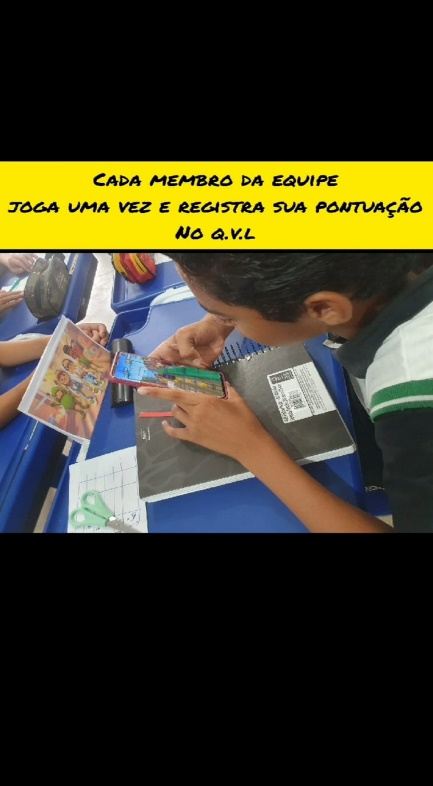 Cada membro da equipe
joga uma vez e registra sua pontuação
No q.v.l